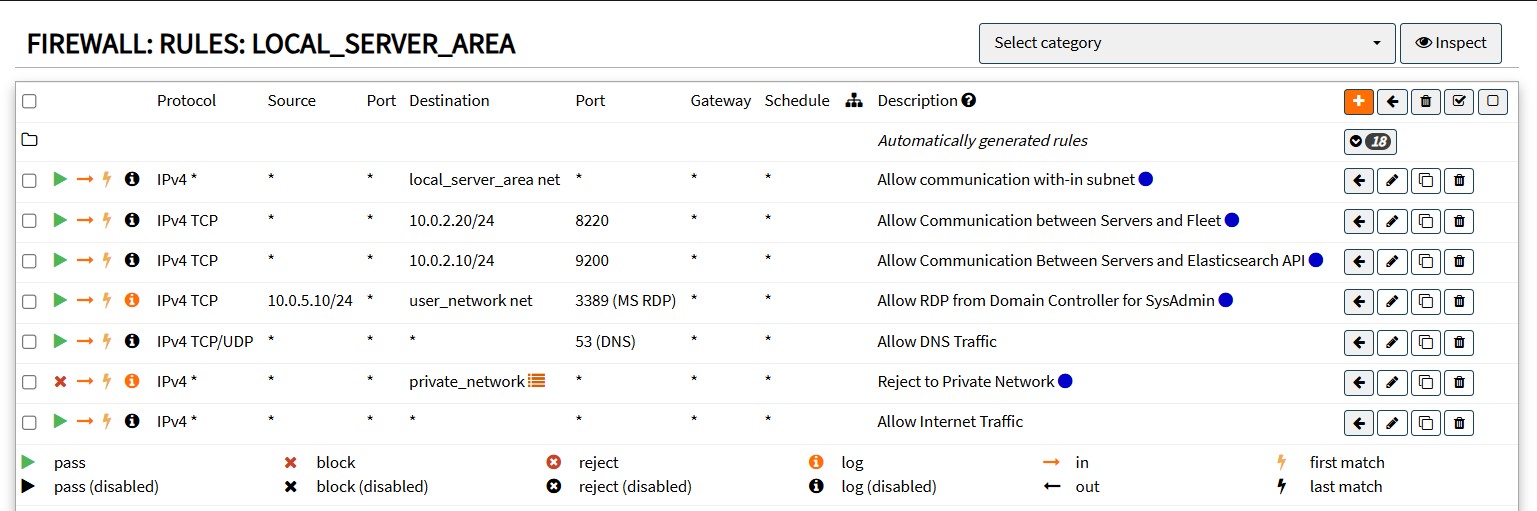 FIREWALL: RULES: LOCAL_SERVER_AREA
Select category
Inspect
Protocol Source Port Destination Port Gateway Schedule Description
Automatically generated rules 18
IPv4 * * * local_server_area net * * * Allow communication with-in subnet
IPv4 TCP * * 10.0.2.20/24 8220 * * Allow Communication between Servers and Fleet
IPv4 TCP * * 10.0.2.10/24 9200 * * Allow Communication Between Servers and Elasticsearch API
IPv4 TCP 10.0.5.10/24 * user_network net 3389 (MS RDP) * * Allow RDP from Domain Controller for SysAdmin
IPv4 TCP/UDP * * * 53 (DNS) * * Allow DNS Traffic
IPv4 * * * private_network * * * Reject to Private Network
IPv4 * * * * * * * Allow Internet Traffic
pass block reject log in first match
pass (disabled) block (disabled) reject (disabled) log (disabled) out last match